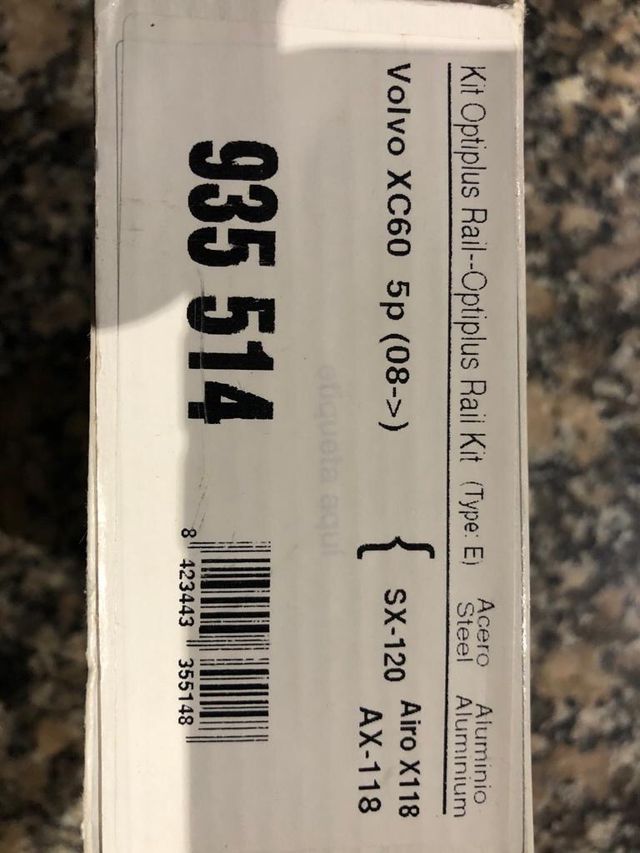 Kit Optiplus Rail--Optiplus Rail Kit (Type: E) Acero Aluminio
Steel Aluminium
Volvo XC60 5p (08->) { SX-120 Airo X118
AX-118
etiqueta aquí
935 514
8 423443 355148